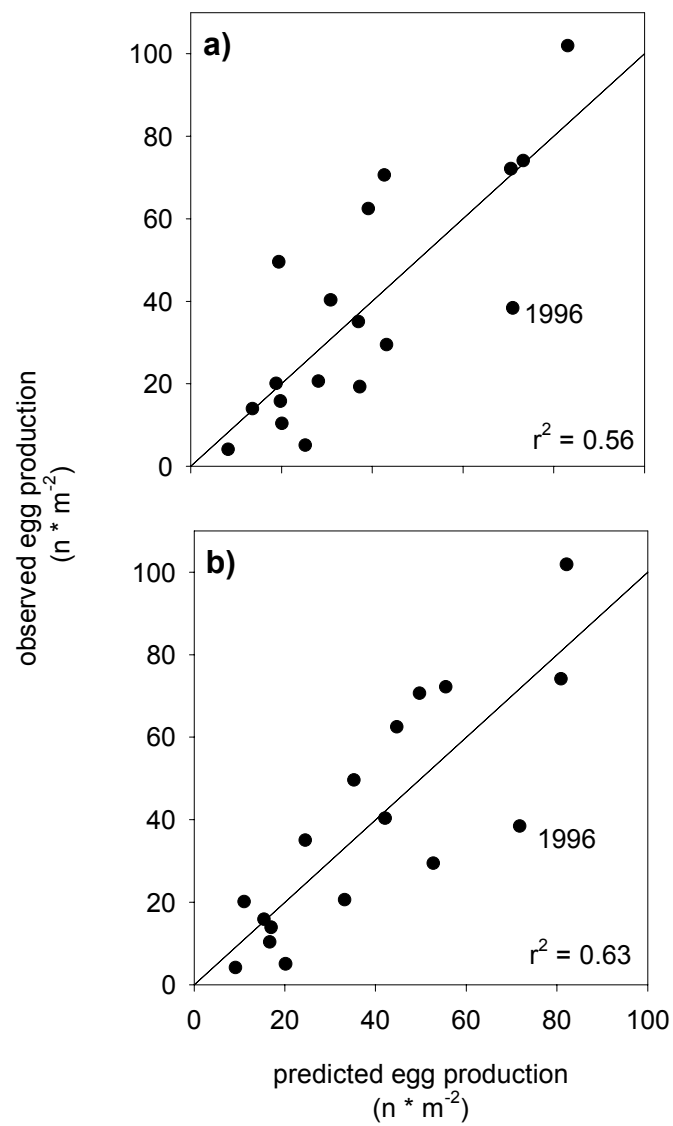 a)
100
80
60
40
20
0
1996
r² = 0.56
observed egg production
(n * m⁻²)
b)
100
80
60
40
20
0
1996
r² = 0.63
0 20 40 60 80 100
predicted egg production
(n * m⁻²)